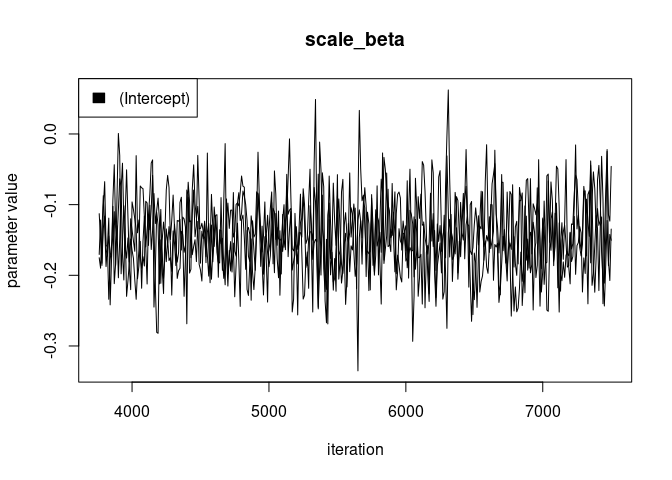 scale_beta
(Intercept)
parameter value
0.0
-0.1
-0.2
-0.3
4000 5000 6000 7000
iteration